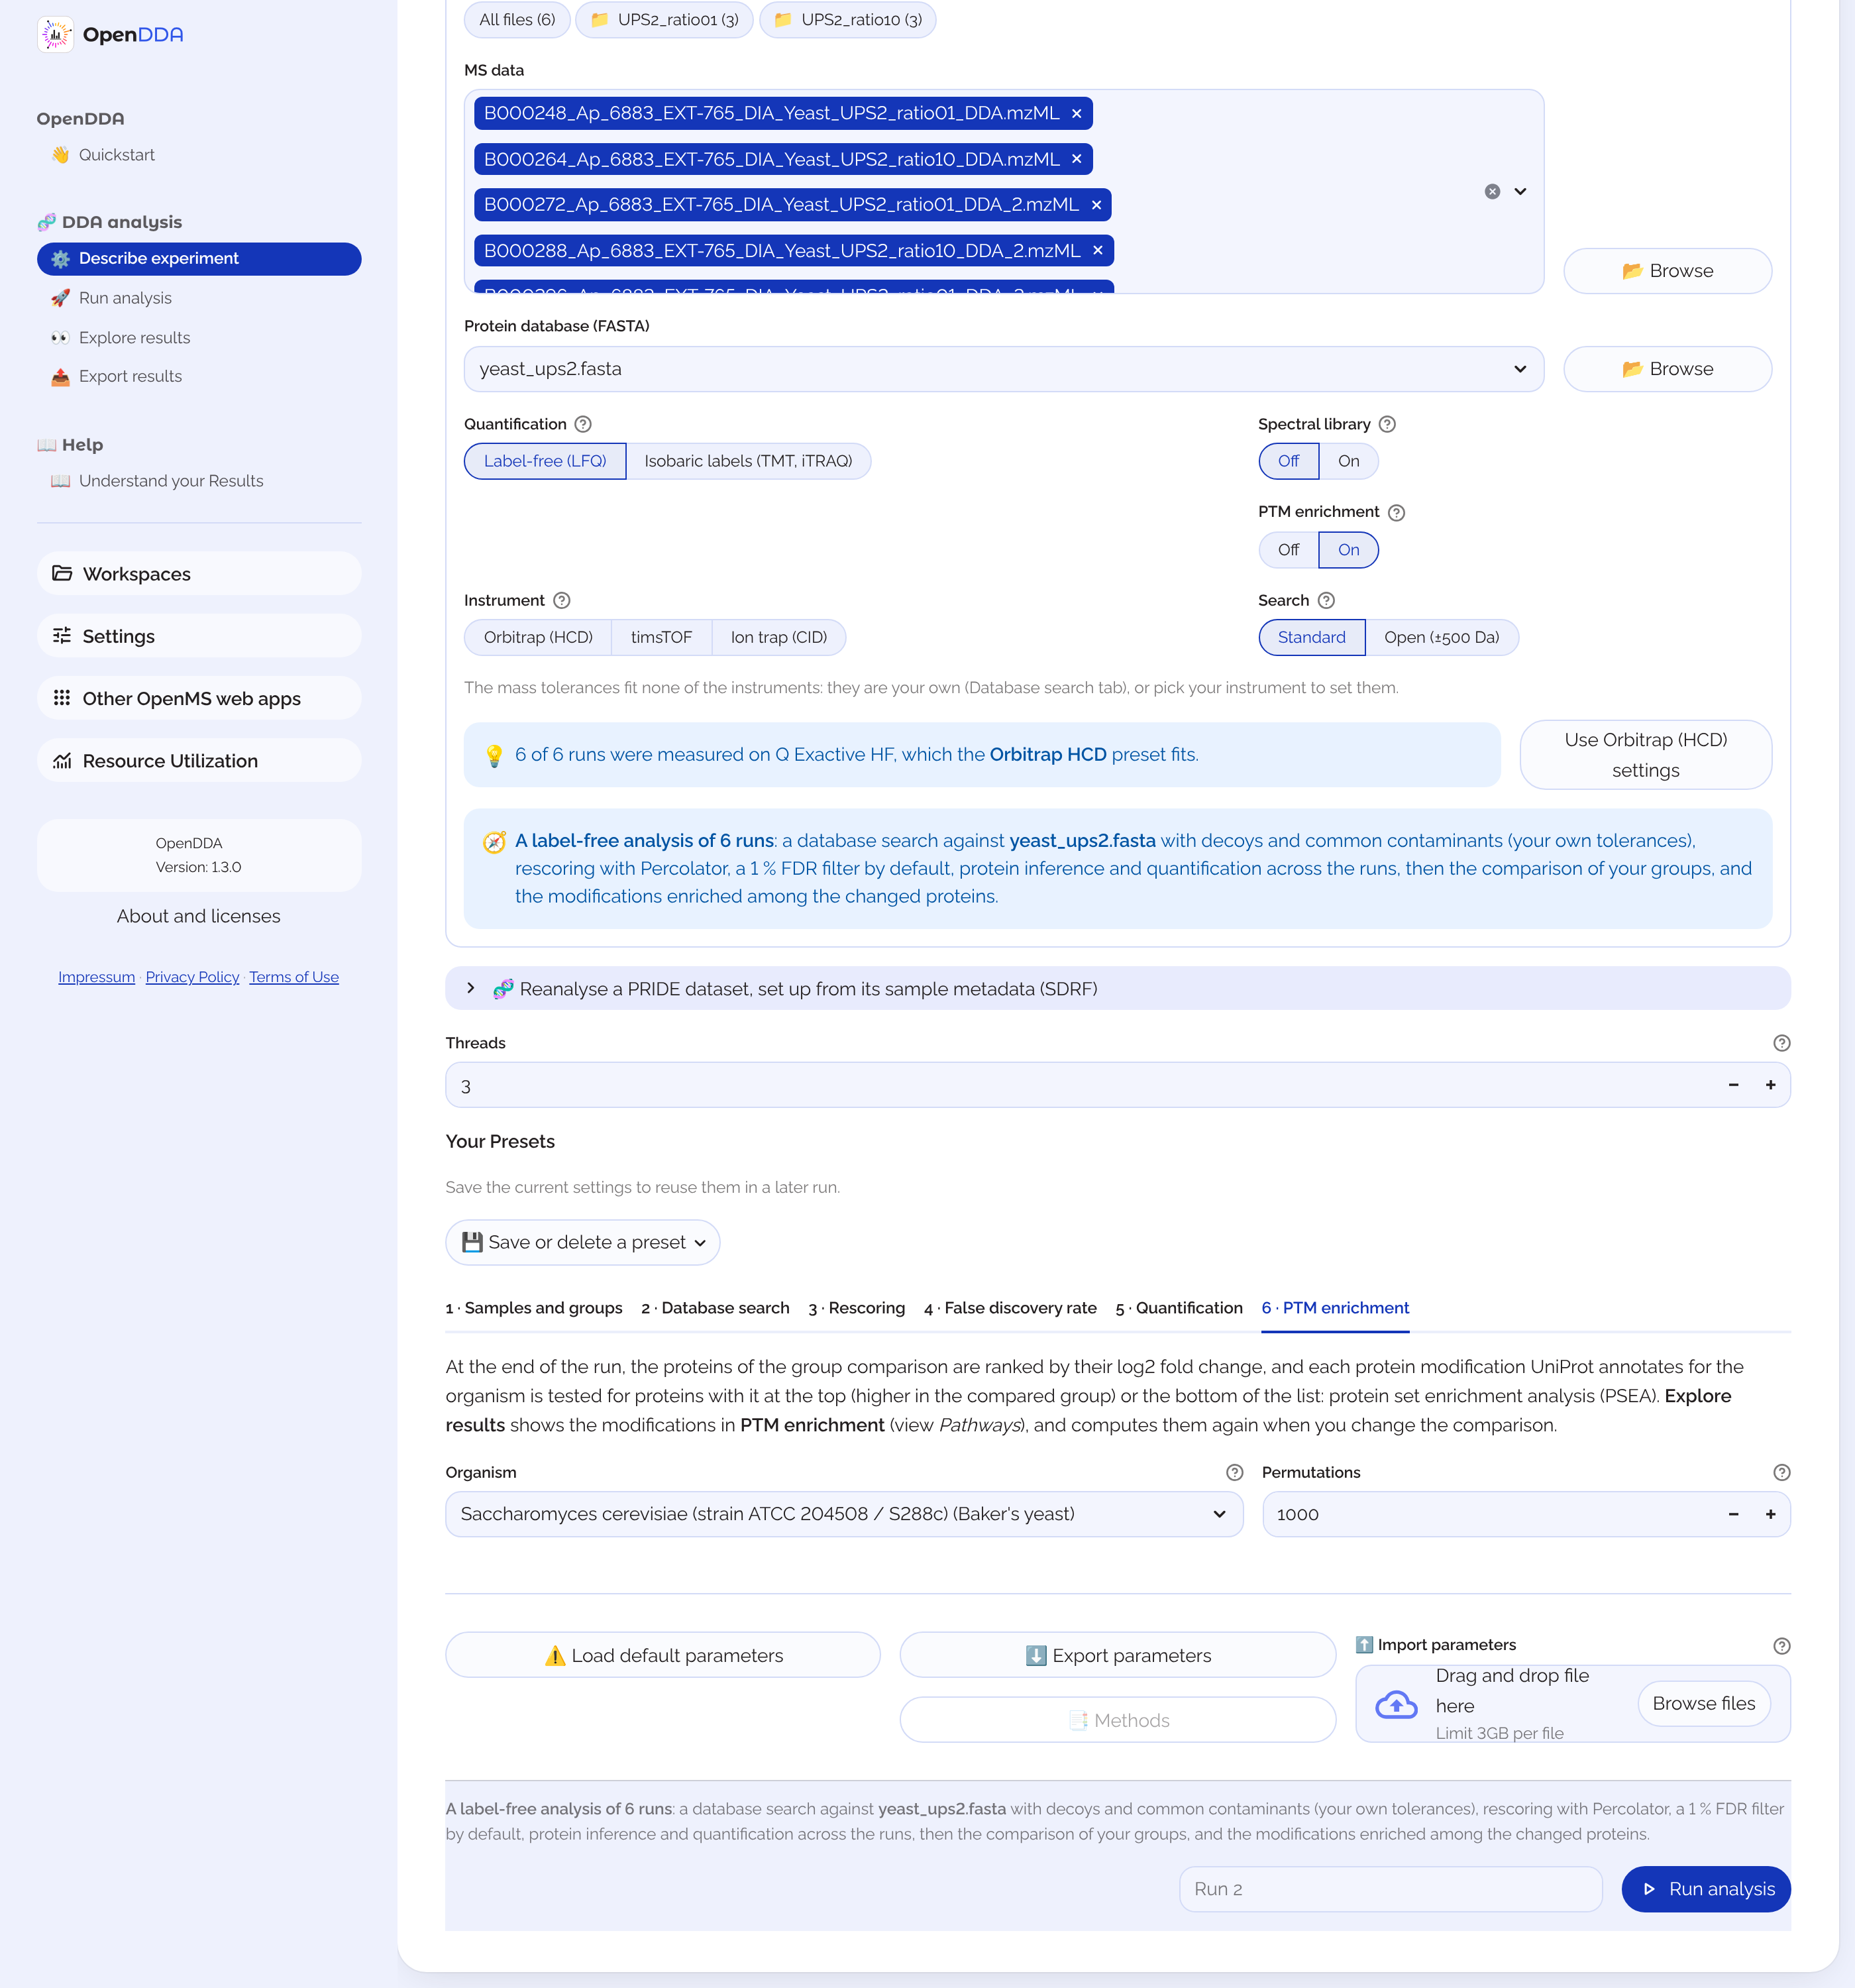 OpenDDA
OpenDDA
Quickstart
DDA analysis
Describe experiment
Run analysis
Explore results
Export results
Help
Understand your Results
Workspaces
Settings
Other OpenMS web apps
Resource Utilization
OpenDDA
Version: 1.3.0
About and licenses
Impressum · Privacy Policy · Terms of Use
All files (6) UPS2_ratio01 (3) UPS2_ratio10 (3)
MS data
B000248_Ap_6883_EXT-765_DIA_Yeast_UPS2_ratio01_DDA.mzML
B000264_Ap_6883_EXT-765_DIA_Yeast_UPS2_ratio10_DDA.mzML
B000272_Ap_6883_EXT-765_DIA_Yeast_UPS2_ratio01_DDA_2.mzML
B000288_Ap_6883_EXT-765_DIA_Yeast_UPS2_ratio10_DDA_2.mzML
Browse
Protein database (FASTA)
yeast_ups2.fasta
Browse
Quantification
Label-free (LFQ) Isobaric labels (TMT, iTRAQ)
Spectral library
Off On
PTM enrichment
Off On
Instrument
Orbitrap (HCD) timsTOF Ion trap (CID)
Search
Standard Open (±500 Da)
The mass tolerances fit none of the instruments: they are your own (Database search tab), or pick your instrument to set them.
6 of 6 runs were measured on Q Exactive HF, which the Orbitrap HCD preset fits.
Use Orbitrap (HCD)
settings
A label-free analysis of 6 runs: a database search against yeast_ups2.fasta with decoys and common contaminants (your own tolerances),
rescoring with Percolator, a 1 % FDR filter by default, protein inference and quantification across the runs, then the comparison of your groups, and
the modifications enriched among the changed proteins.
Reanalyse a PRIDE dataset, set up from its sample metadata (SDRF)
Threads
3
Your Presets
Save the current settings to reuse them in a later run.
Save or delete a preset
1 · Samples and groups 2 · Database search 3 · Rescoring 4 · False discovery rate 5 · Quantification 6 · PTM enrichment
At the end of the run, the proteins of the group comparison are ranked by their log2 fold change, and each protein modification UniProt annotates for the
organism is tested for proteins with it at the top (higher in the compared group) or the bottom of the list: protein set enrichment analysis (PSEA). Explore
results shows the modifications in PTM enrichment (view Pathways), and computes them again when you change the comparison.
Organism
Saccharomyces cerevisiae (strain ATCC 204508 / S288c) (Baker's yeast)
Permutations
1000
Load default parameters
Export parameters
Methods
Import parameters
Drag and drop file
here
Limit 3GB per file
Browse files
A label-free analysis of 6 runs: a database search against yeast_ups2.fasta with decoys and common contaminants (your own tolerances), rescoring with Percolator, a 1 % FDR filter
by default, protein inference and quantification across the runs, then the comparison of your groups, and the modifications enriched among the changed proteins.
Run 2
Run analysis